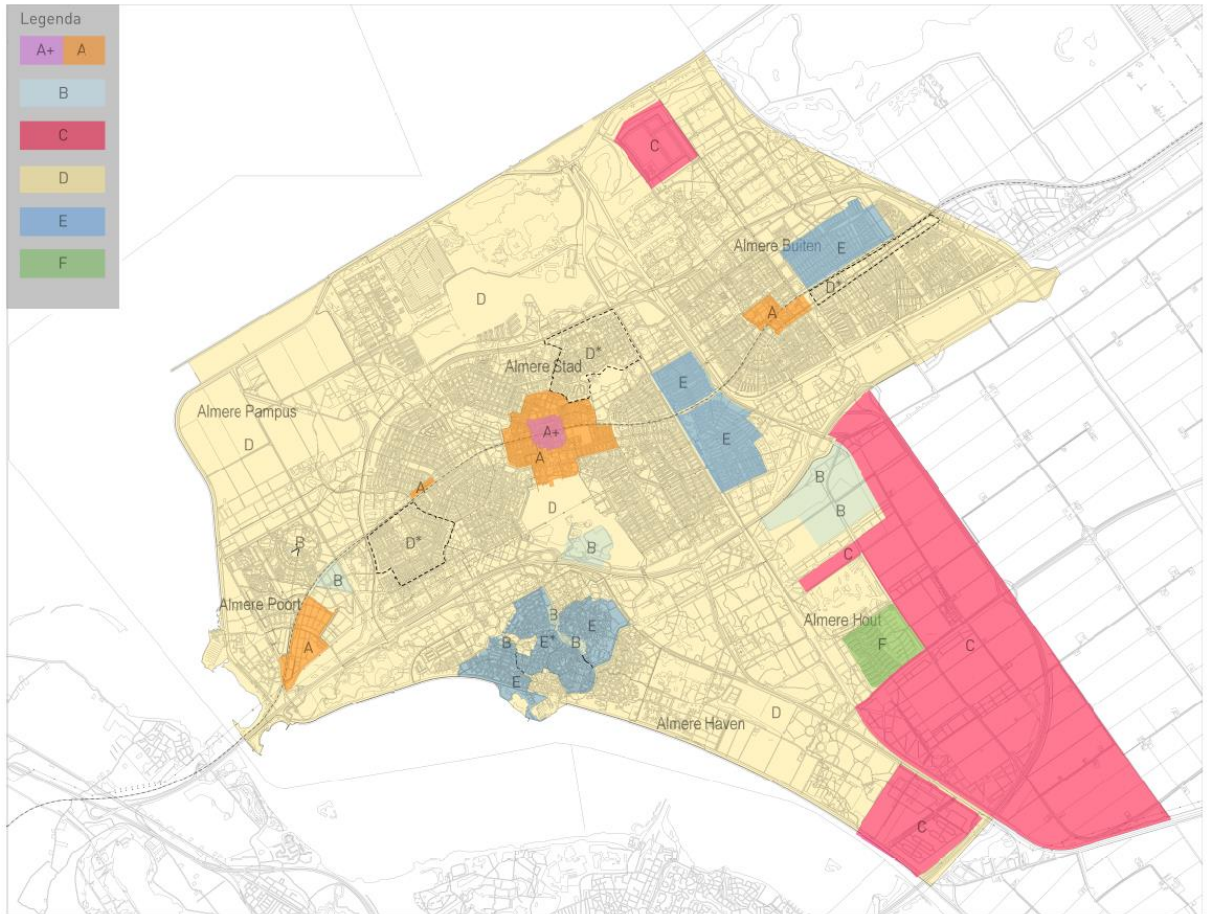 Legenda
A+ A
B
C
D
E
F
C
Almere Buiten
E
D*
A
D
D*
Almere Stad
E
Almere Pampus
D
A+
A
E
B
B
A
D
D*
B
B
B
C
Almere Poort
Almere Hout
A
B
E
F
C
B
E*
B
E
Almere Haven
D
C